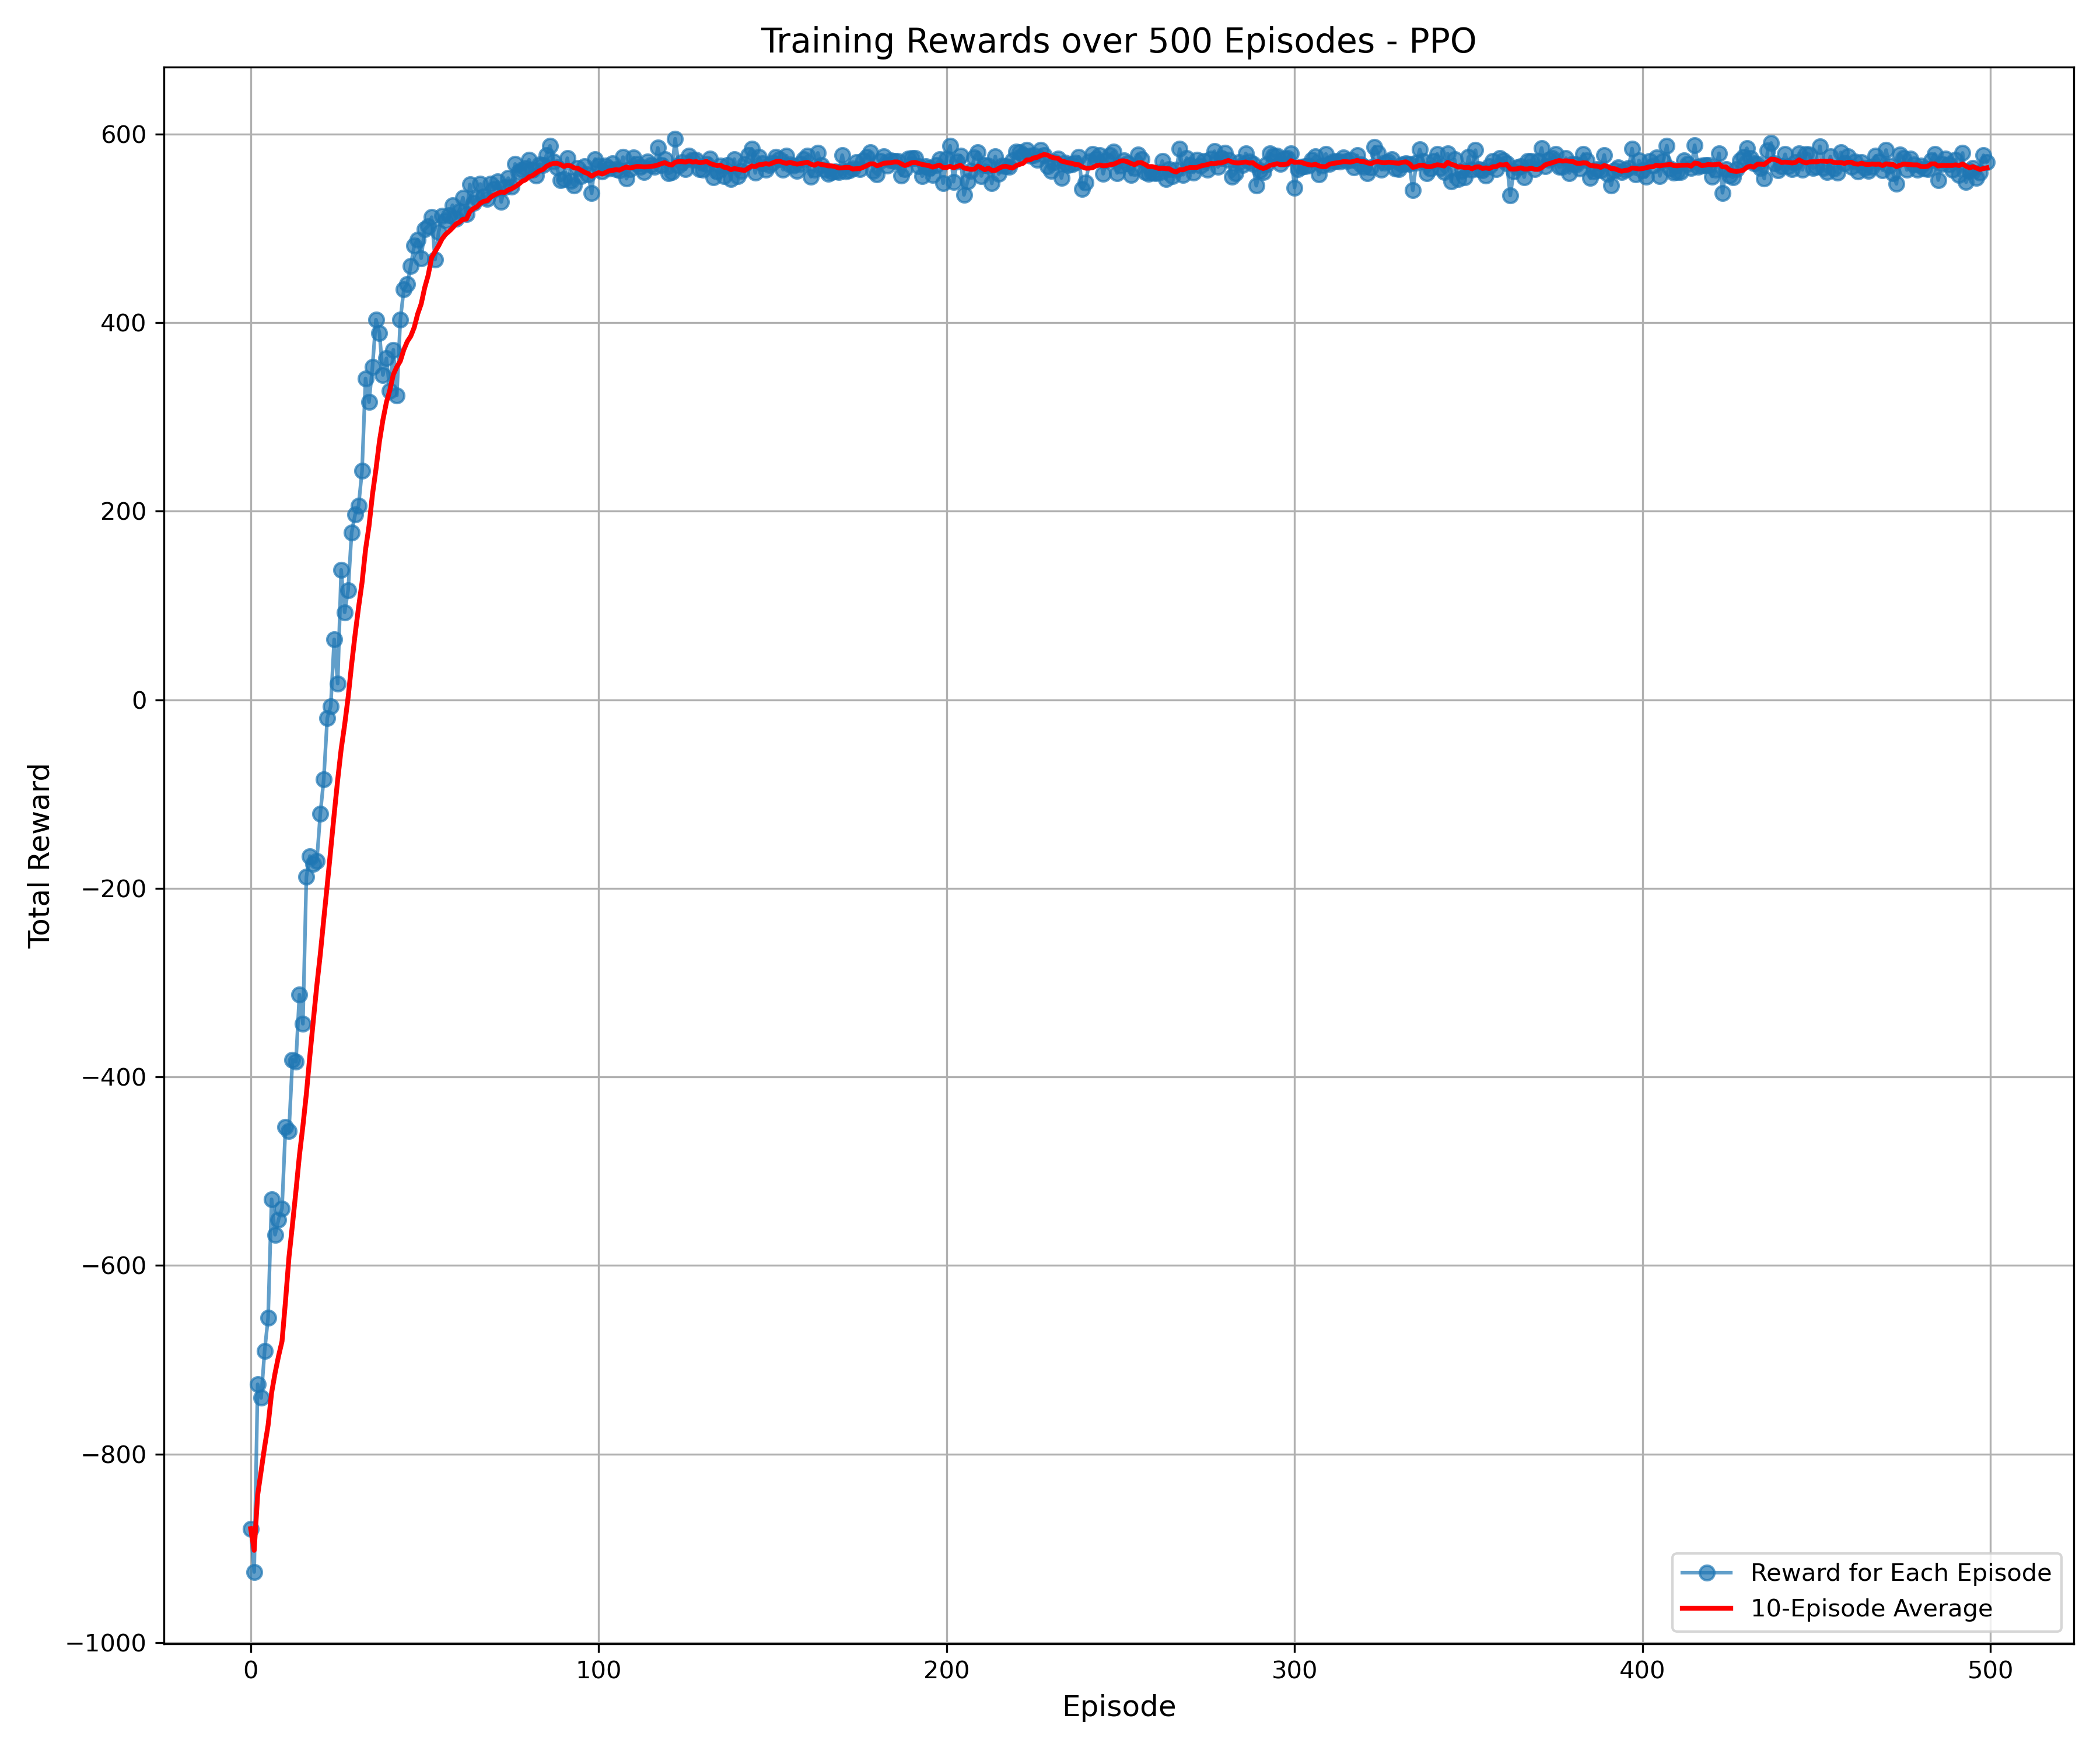 Training Rewards over 500 Episodes - PPO
600
400
200
0
−200
−400
−600
−800
−1000
Total Reward
0 100 200 300 400 500
Episode
Reward for Each Episode
10-Episode Average